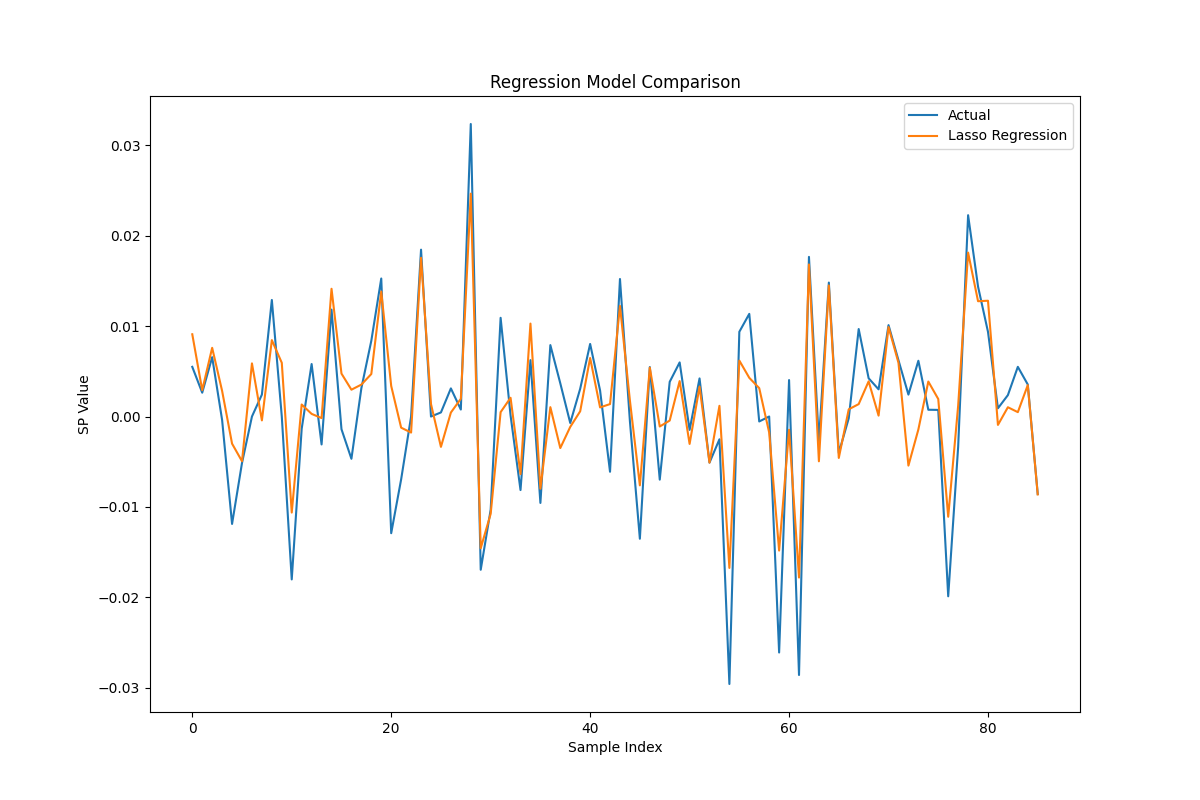 Regression Model Comparison
Actual
Lasso Regression
0.03
0.02
0.01
0.00
−0.01
−0.02
−0.03
SP Value
0 20 40 60 80
Sample Index